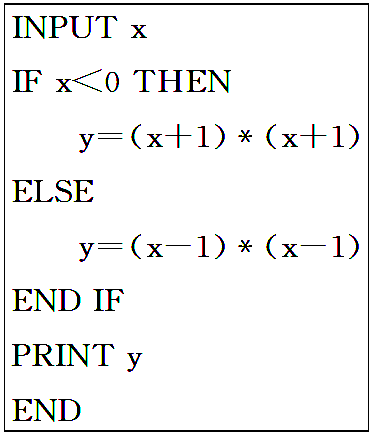 INPUT x
IF x＜0 THEN
y＝(x＋1)＊(x＋1)
ELSE
y＝(x－1)＊(x－1)
END IF
PRINT y
END